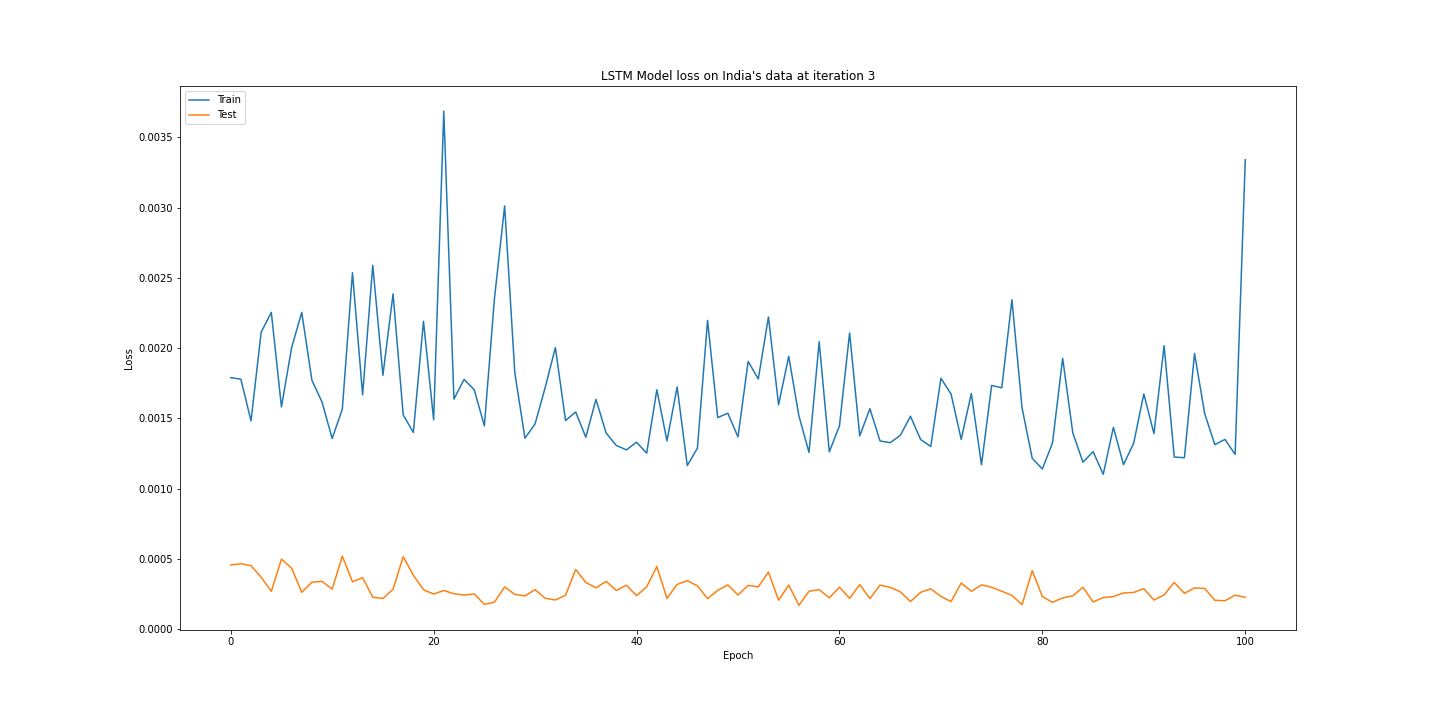 LSTM Model loss on India's data at iteration 3
Train
Test
0.0035
0.0030
0.0025
0.0020
0.0015
0.0010
0.0005
0.0000
Loss
0 20 40 60 80 100
Epoch